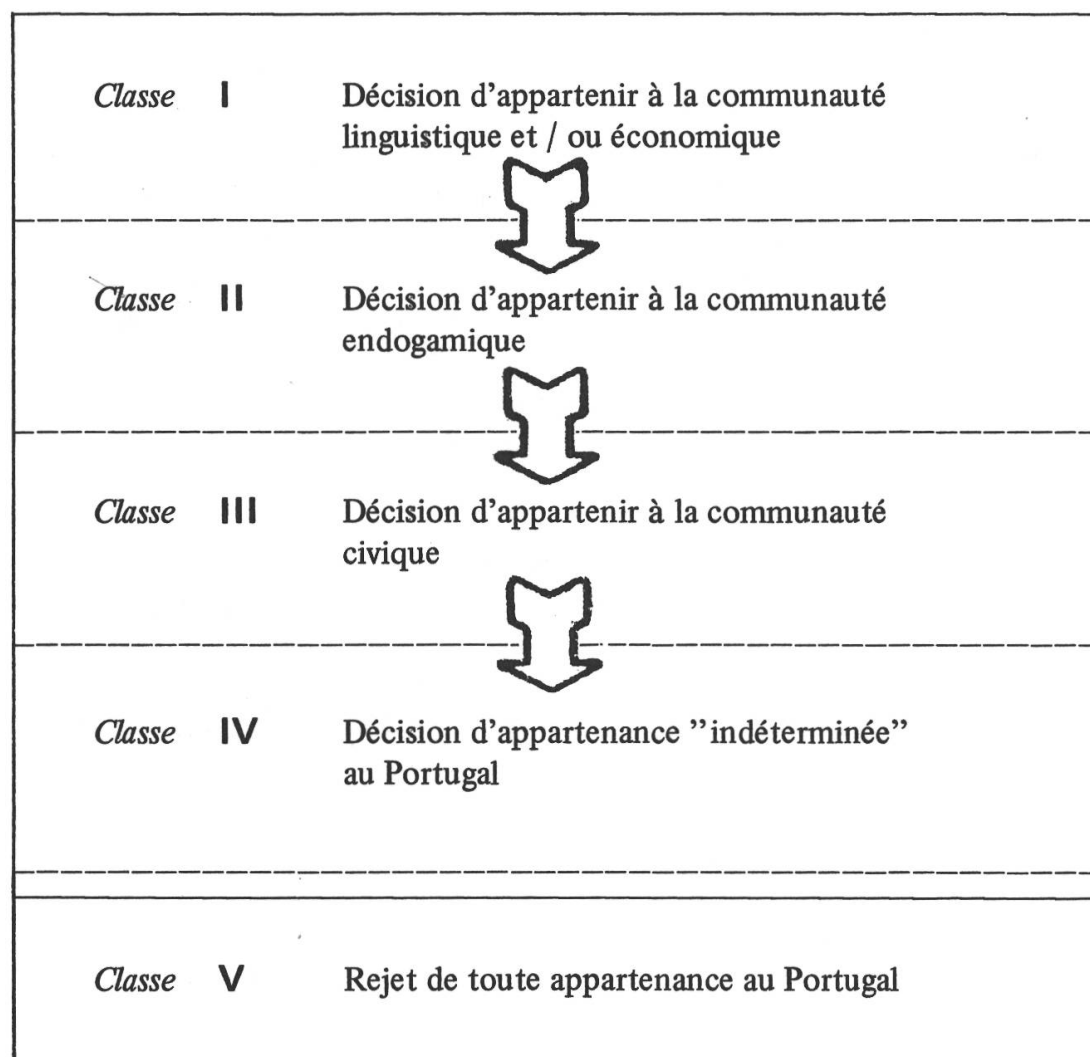 Classe I Décision d'appartenir à la communauté
linguistique et / ou économique
Classe II Décision d'appartenir à la communauté
endogamique
Classe III Décision d'appartenir à la communauté
civique
Classe IV Décision d'appartenance ”indéterminée”
au Portugal
Classe V Rejet de toute appartenance au Portugal